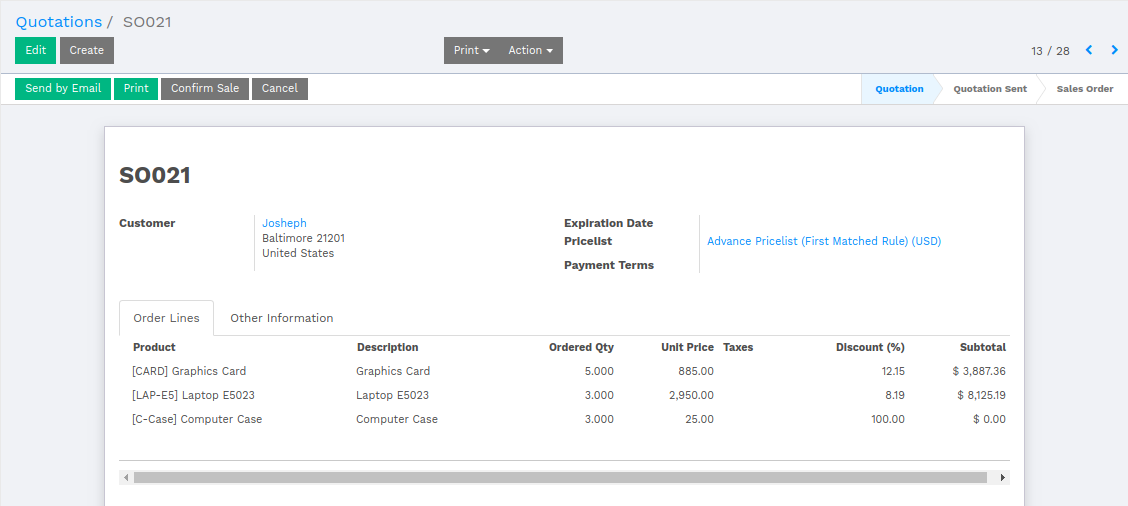 Quotations / SO021
Edit Create Print Action 13 / 28
Send by Email Print Confirm Sale Cancel Quotation Quotation Sent Sales Order
SO021
Customer Josheph
Baltimore 21201
United States
Expiration Date
Pricelist Advance Pricelist (First Matched Rule) (USD)
Payment Terms
Order Lines Other Information
Product Description Ordered Qty Unit Price Taxes Discount (%) Subtotal
[CARD] Graphics Card Graphics Card 5.000 885.00 12.15 $ 3,887.36
[LAP-E5] Laptop E5023 Laptop E5023 3.000 2,950.00 8.19 $ 8,125.19
[C-Case] Computer Case Computer Case 3.000 25.00 100.00 $ 0.00